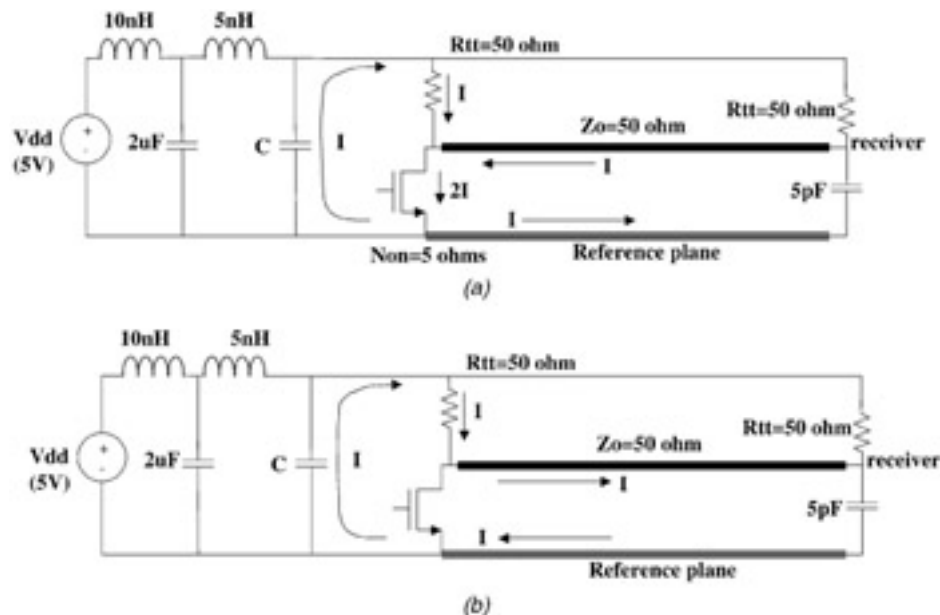 10nH 5nH
Rtt=50 ohm
I
Rtt=50 ohm
Zo=50 ohm
receiver
Vdd
(5V)
2uF
C
I
I
2I
5pF
I
Non=5 ohms
Reference plane
(a)
10nH 5nH
Rtt=50 ohm
I
Rtt=50 ohm
Zo=50 ohm
receiver
Vdd
(5V)
2uF
C
I
I
5pF
I
Reference plane
(b)